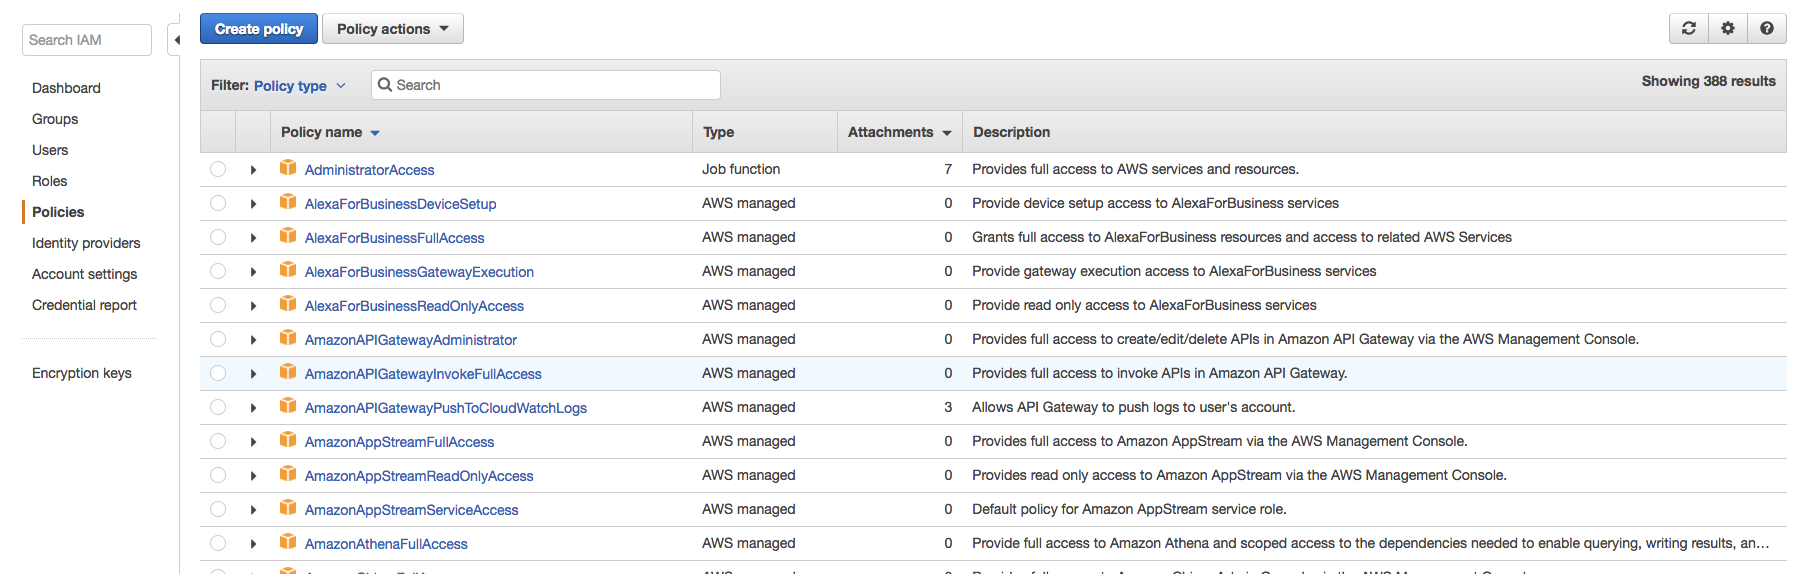 Search IAM
Dashboard
Groups
Users
Roles
Policies
Identity providers
Account settings
Credential report
Encryption keys
Create policy Policy actions
Filter: Policy type Search Showing 388 results
Policy name Type Attachments Description
AdministratorAccess Job function 7 Provides full access to AWS services and resources.
AlexaForBusinessDeviceSetup AWS managed 0 Provide device setup access to AlexaForBusiness services
AlexaForBusinessFullAccess AWS managed 0 Grants full access to AlexaForBusiness resources and access to related AWS Services
AlexaForBusinessGatewayExecution AWS managed 0 Provide gateway execution access to AlexaForBusiness services
AlexaForBusinessReadOnlyAccess AWS managed 0 Provide read only access to AlexaForBusiness services
AmazonAPIGatewayAdministrator AWS managed 0 Provides full access to create/edit/delete APIs in Amazon API Gateway via the AWS Management Console.
AmazonAPIGatewayInvokeFullAccess AWS managed 0 Provides full access to invoke APIs in Amazon API Gateway.
AmazonAPIGatewayPushToCloudWatchLogs AWS managed 3 Allows API Gateway to push logs to user's account.
AmazonAppStreamFullAccess AWS managed 0 Provides full access to Amazon AppStream via the AWS Management Console.
AmazonAppStreamReadOnlyAccess AWS managed 0 Provides read only access to Amazon AppStream via the AWS Management Console.
AmazonAppStreamServiceAccess AWS managed 0 Default policy for Amazon AppStream service role.
AmazonAthenaFullAccess AWS managed 0 Provide full access to Amazon Athena and scoped access to the dependencies needed to enable querying, writing results, an...